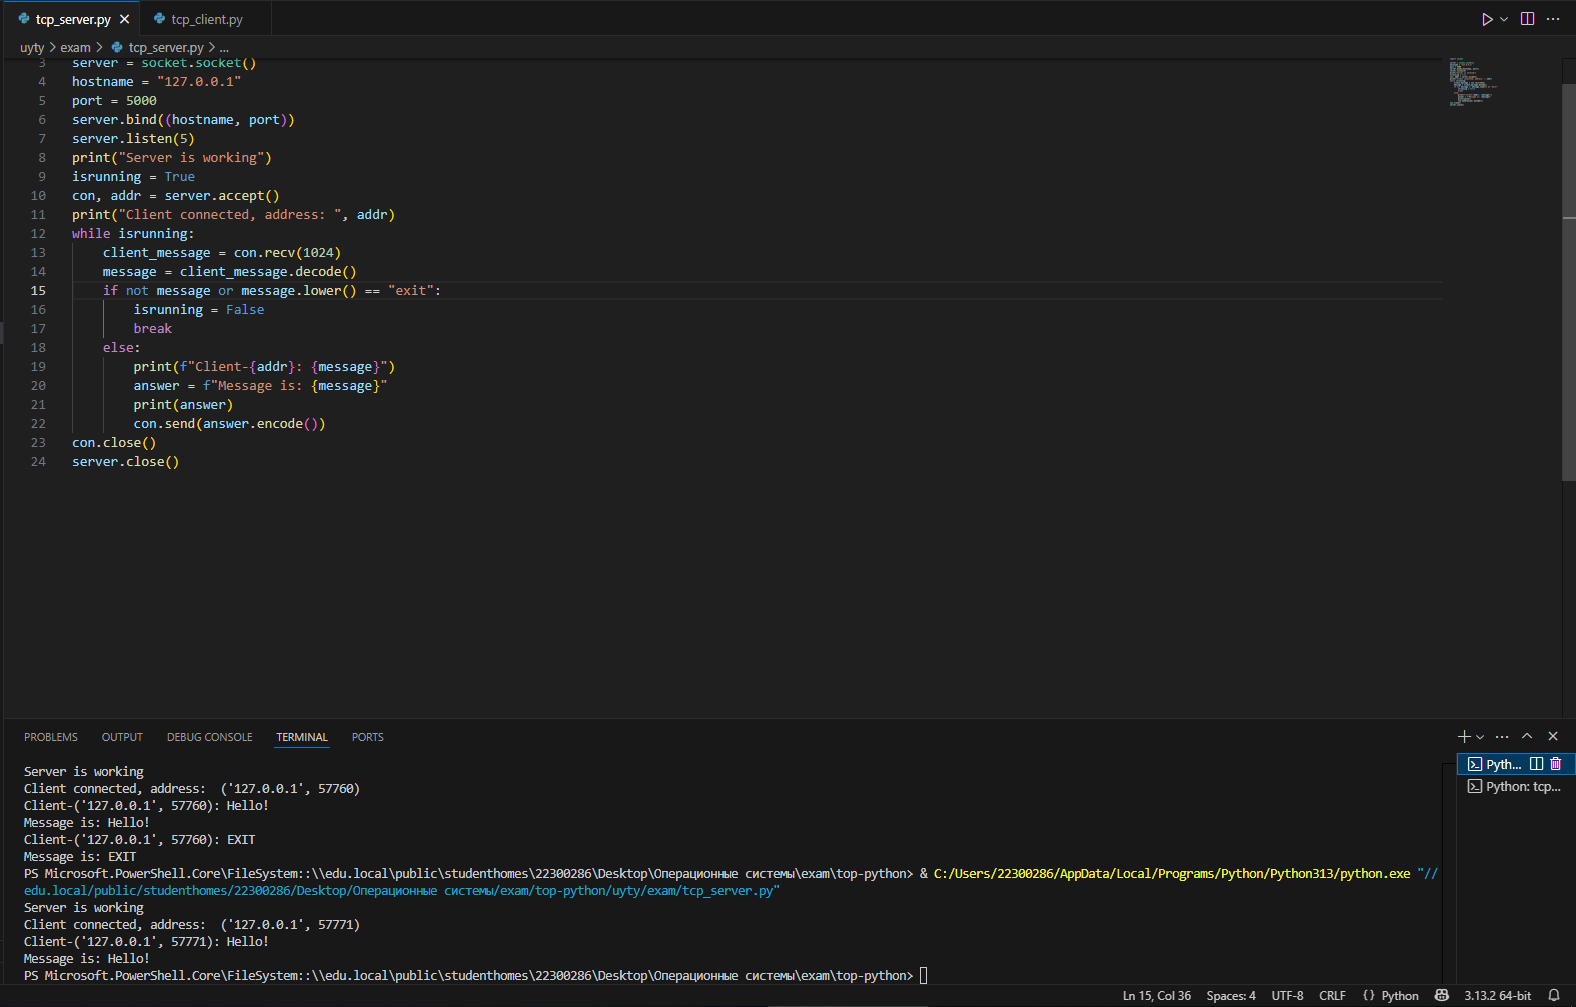 tcp_server.py
tcp_client.py
uyty > exam > tcp_server.py > ...
3 server = socket.socket()
4 hostname = "127.0.0.1"
5 port = 5000
6 server.bind((hostname, port))
7 server.listen(5)
8 print("Server is working")
9 isrunning = True
10 con, addr = server.accept()
11 print("Client connected, address: ", addr)
12 while isrunning:
13     client_message = con.recv(1024)
14     message = client_message.decode()
15     if not message or message.lower() == "exit":
16         isrunning = False
17         break
18     else:
19         print(f"Client-{addr}: {message}")
20         answer = f"Message is: {message}"
21         print(answer)
22         con.send(answer.encode())
23 con.close()
24 server.close()
PROBLEMS OUTPUT DEBUG CONSOLE TERMINAL PORTS
Pyth...
Python: tcp...
Server is working
Client connected, address:  ('127.0.0.1', 57760)
Client-('127.0.0.1', 57760): Hello!
Message is: Hello!
Client-('127.0.0.1', 57760): EXIT
Message is: EXIT
PS Microsoft.PowerShell.Core\FileSystem::\\edu.local\public\studenthomes\22300286\Desktop\Операционные системы\exam\top-python> & C:/Users/22300286/AppData/Local/Programs/Python/Python313/python.exe "//
edu.local/public/studenthomes/22300286/Desktop/Операционные системы/exam/top-python/uyty/exam/tcp_server.py"
Server is working
Client connected, address:  ('127.0.0.1', 57771)
Client-('127.0.0.1', 57771): Hello!
Message is: Hello!
PS Microsoft.PowerShell.Core\FileSystem::\\edu.local\public\studenthomes\22300286\Desktop\Операционные системы\exam\top-python>
Ln 15, Col 36 Spaces: 4 UTF-8 CRLF {} Python 3.13.2 64-bit